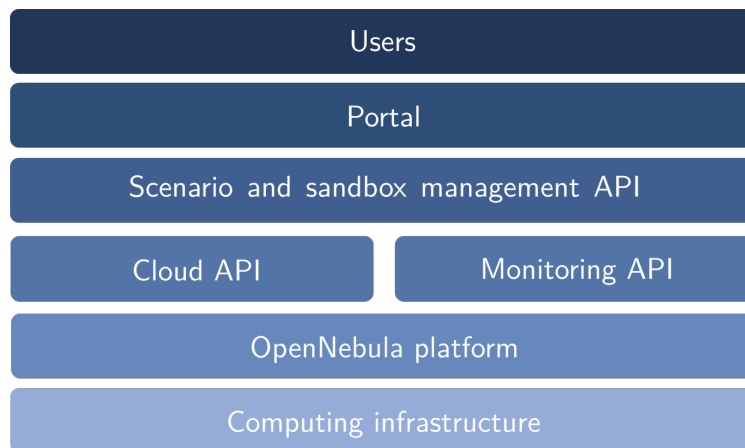 Users
Portal
Scenario and sandbox management API
Cloud API
Monitoring API
OpenNebula platform
Computing infrastructure